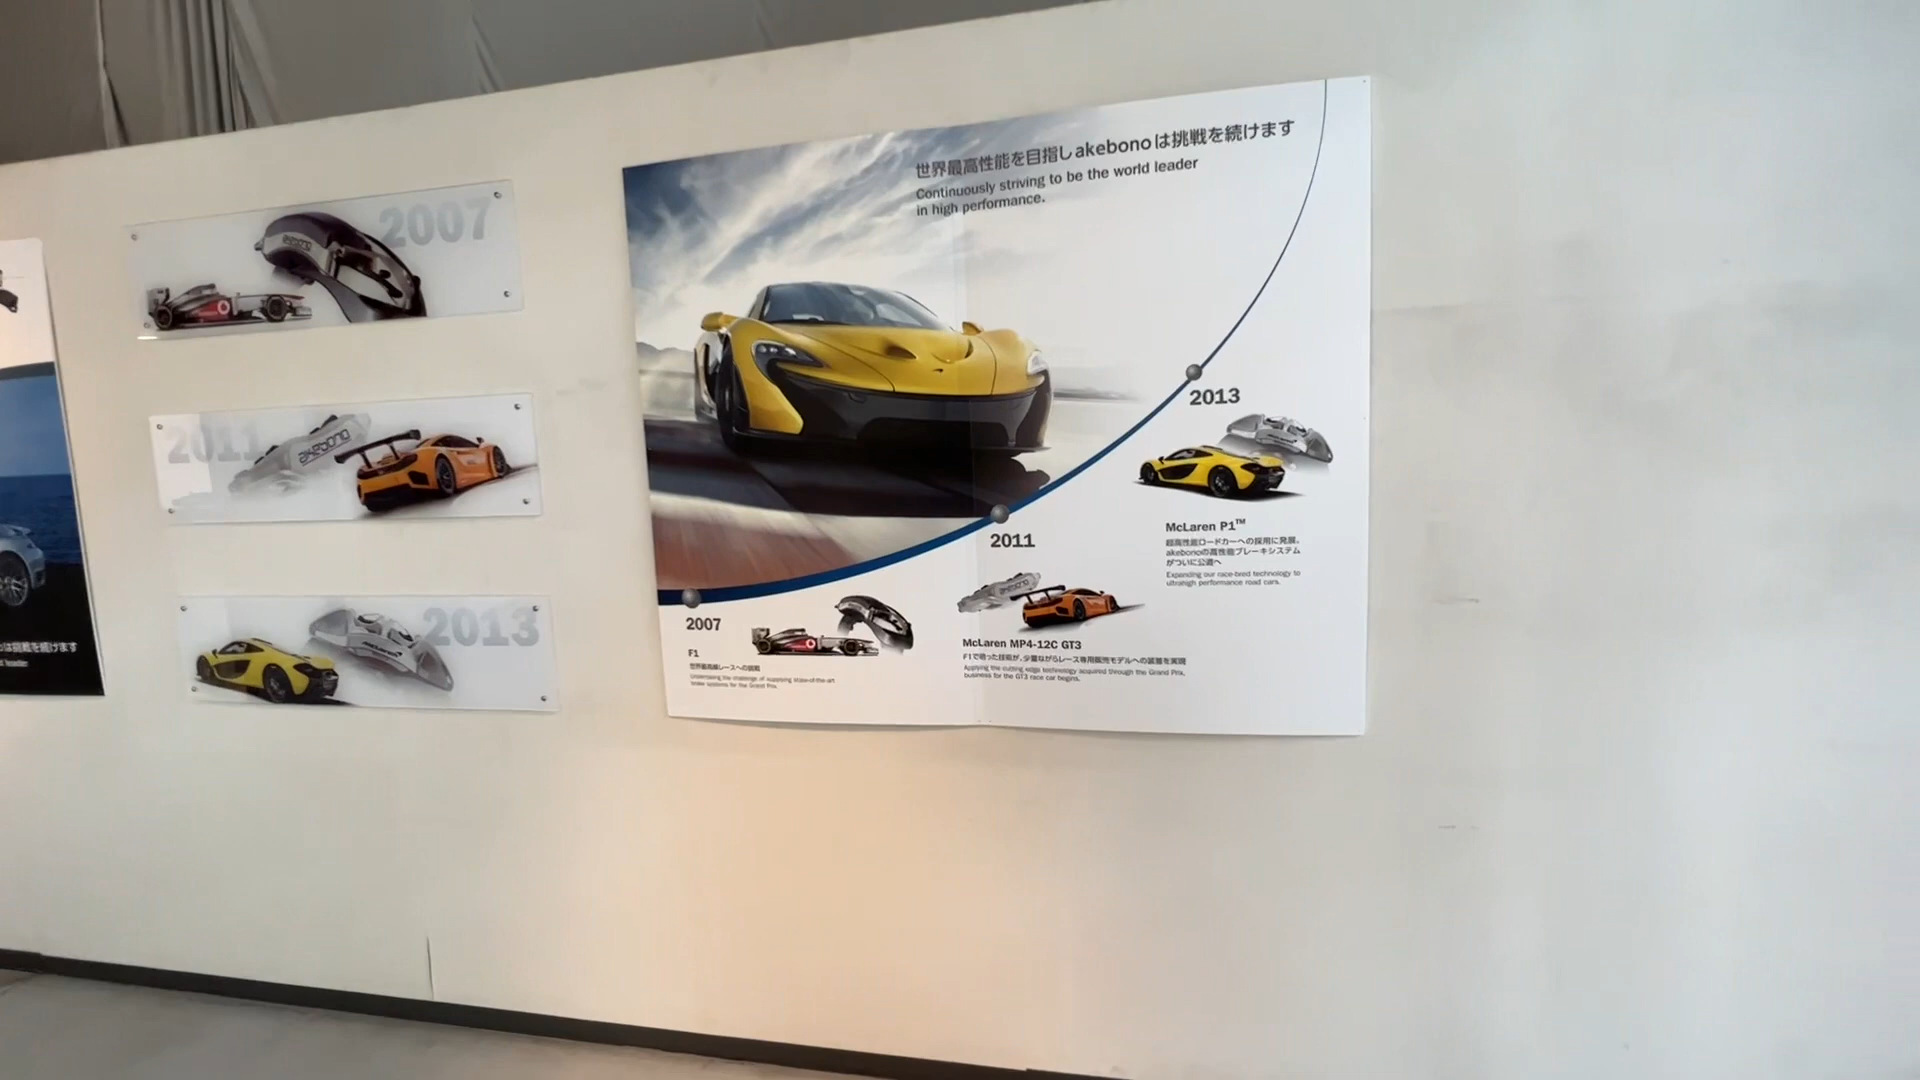 2007
akebono
2011
akebono
2013
は挑戦を続けます
世界最高性能を目指しakebonoは挑戦を続けます
Continuously striving to be the world leader
in high performance.
2013
McLaren P1™
超高性能ロードカーへの採用に発展。
akebonoの高性能ブレーキシステム
がついに公道へ
Expanding our race-bred technology to
ultrahigh performance road cars.
2011
McLaren MP4-12C GT3
F1で培った技術が、少量ながらレース専用販売モデルへの装着を実現
Applying the cutting edge technology acquired through the Grand Prix,
business for the GT3 race car begins.
2007
F1
世界最高峰レースへの挑戦
Undertaking the challenge of supplying state-of-the-art
brake systems for the Grand Prix.